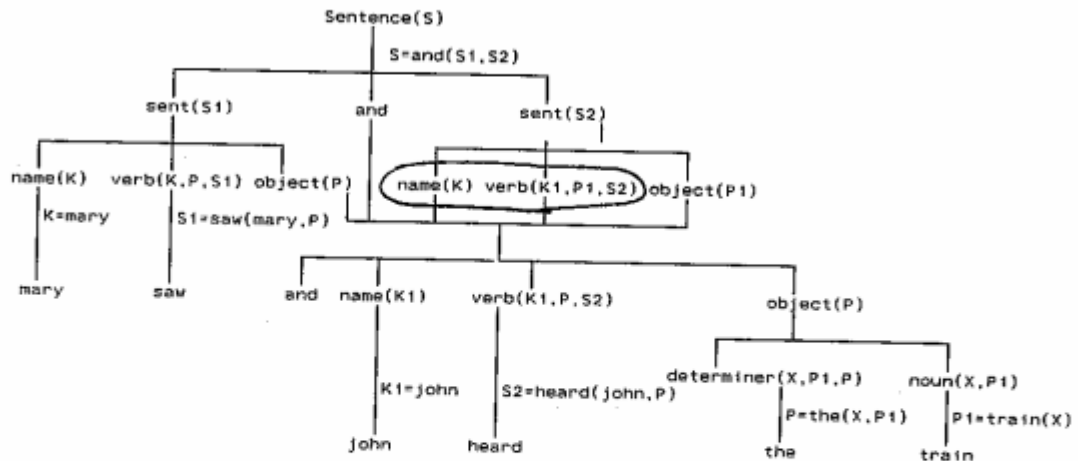 Sentence(S)
S=and(S1,S2)
sent(S1) and sent(S2)
name(K) verb(K,P,S1) object(P) name(K) verb(K1,P1,S2) object(P1)
K=mary S1=saw(mary,P)
mary saw and name(K1) verb(K1,P,S2) object(P)
determiner(X,P1,P) noun(X,P1)
K1=john S2=heard(john,P) P=the(X,P1) P1=train(X)
john heard the train